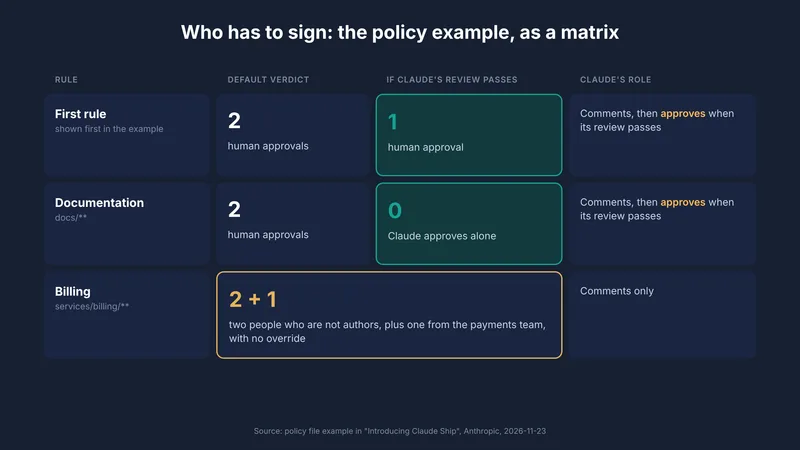 Who has to sign: the policy example, as a matrix
RULE
DEFAULT VERDICT
IF CLAUDE'S REVIEW PASSES
CLAUDE'S ROLE
First rule
shown first in the example
2
human approvals
1
human approval
Comments, then approves when
its review passes
Documentation
docs/**
2
human approvals
0
Claude approves alone
Comments, then approves when
its review passes
Billing
services/billing/**
2 + 1
two people who are not authors, plus one from the payments team,
with no override
Comments only
Source: policy file example in "Introducing Claude Ship", Anthropic, 2026-11-23